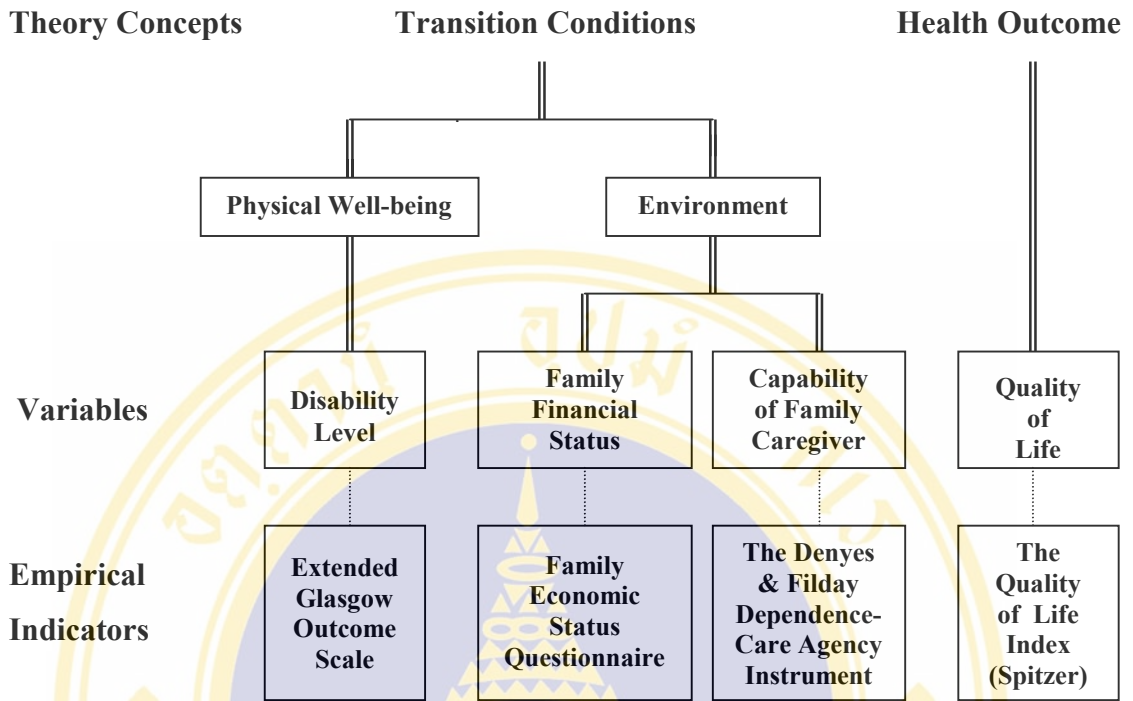 Theory Concepts
Transition Conditions
Health Outcome
Physical Well-being
Environment
Variables
Disability
Level
Family
Financial
Status
Capability
of Family
Caregiver
Quality
of
Life
Empirical
Indicators
Extended
Glasgow
Outcome
Scale
Family
Economic
Status
Questionnaire
The Denyes
& Filday
Dependence-
Care Agency
Instrument
The
Quality
of Life
Index
(Spitzer)